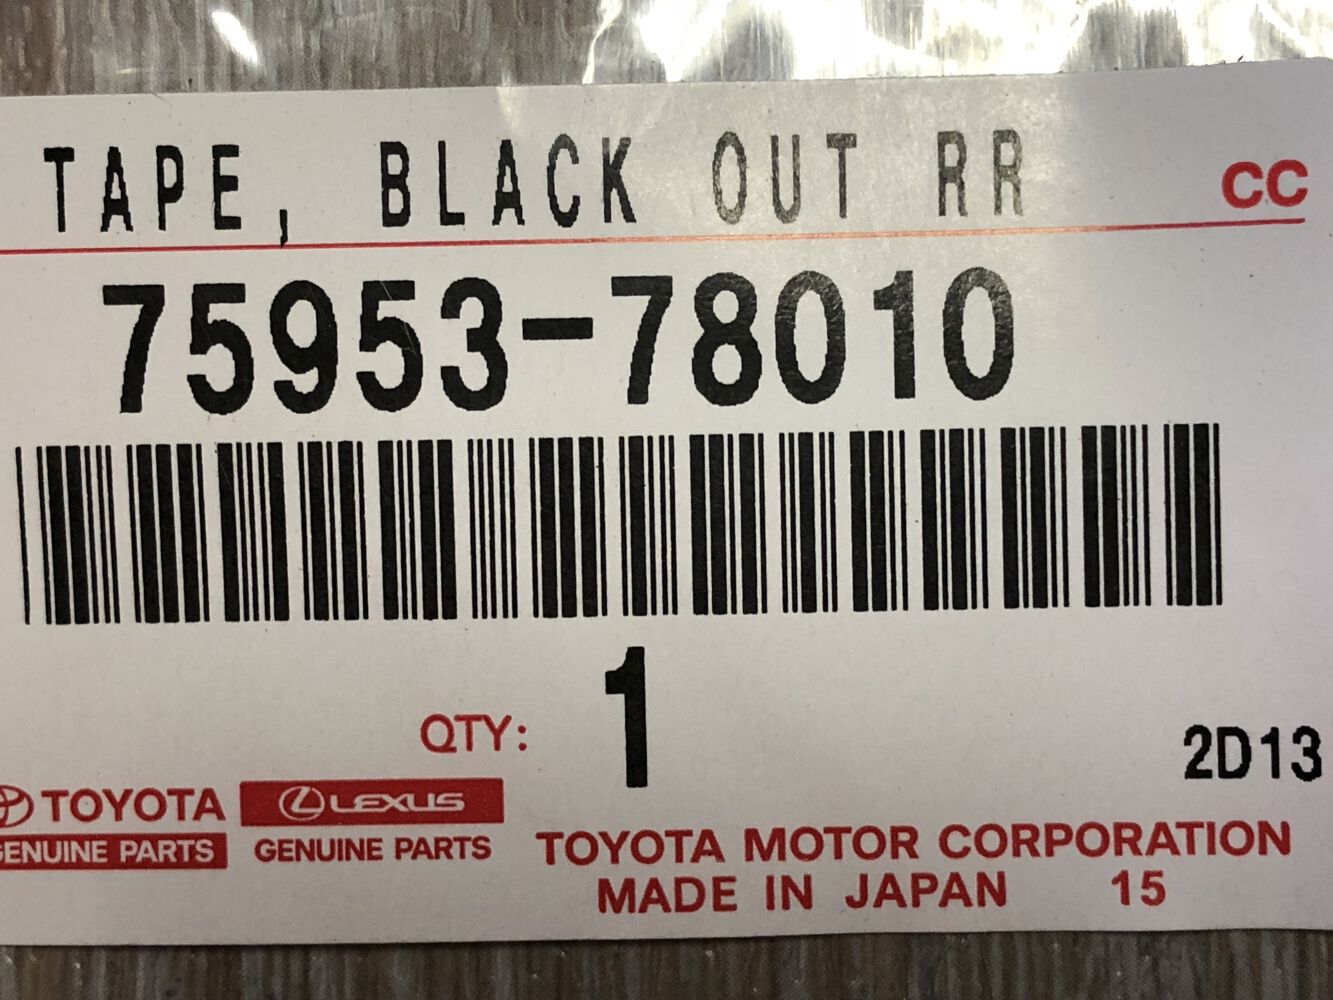 TAPE, BLACK OUT RR
CC
75953-78010
QTY: 1
2D13
TOYOTA
GENUINE PARTS
LEXUS
GENUINE PARTS
TOYOTA MOTOR CORPORATION
MADE IN JAPAN 15